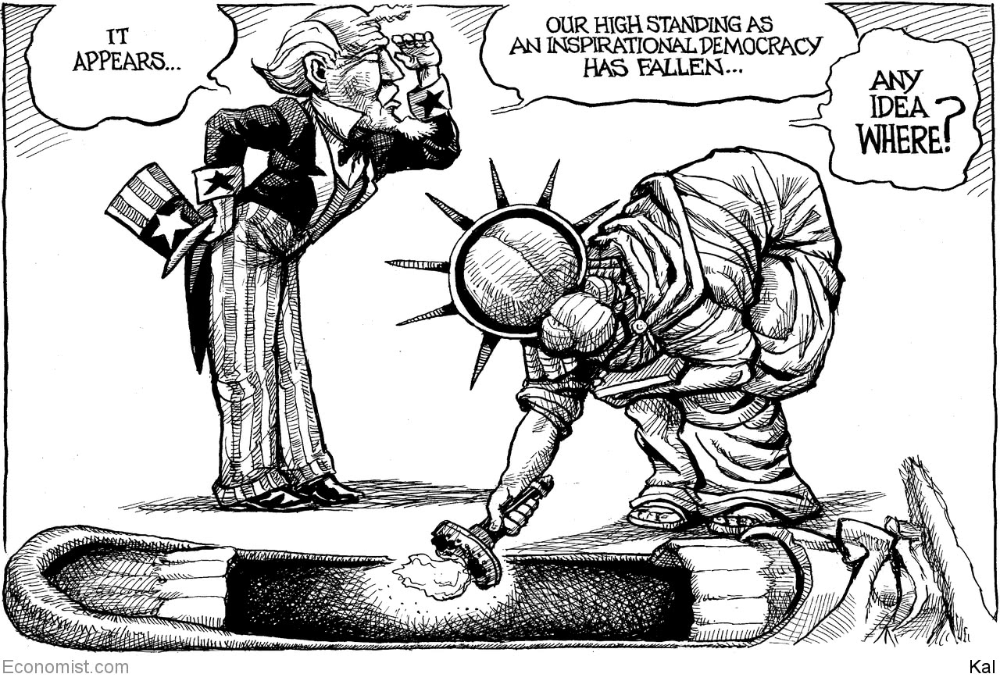 IT
APPEARS...
OUR HIGH STANDING AS
AN INSPIRATIONAL DEMOCRACY
HAS FALLEN...
ANY
IDEA
WHERE?
Economist.com
Kal